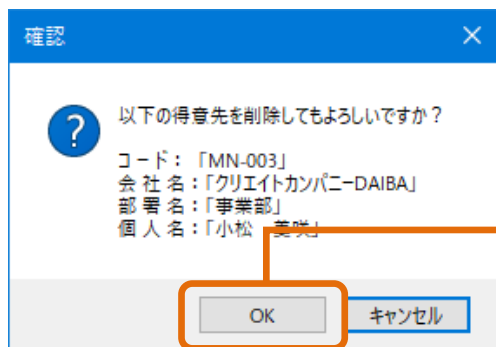 確認
以下の得意先を削除してもよろしいですか？
コード：「MN-003」
会 社 名：「クリエイトカンパニーDAIBA」
部 署 名：「事業部」
個 人 名：「小松　美咲」
OK
キャンセル